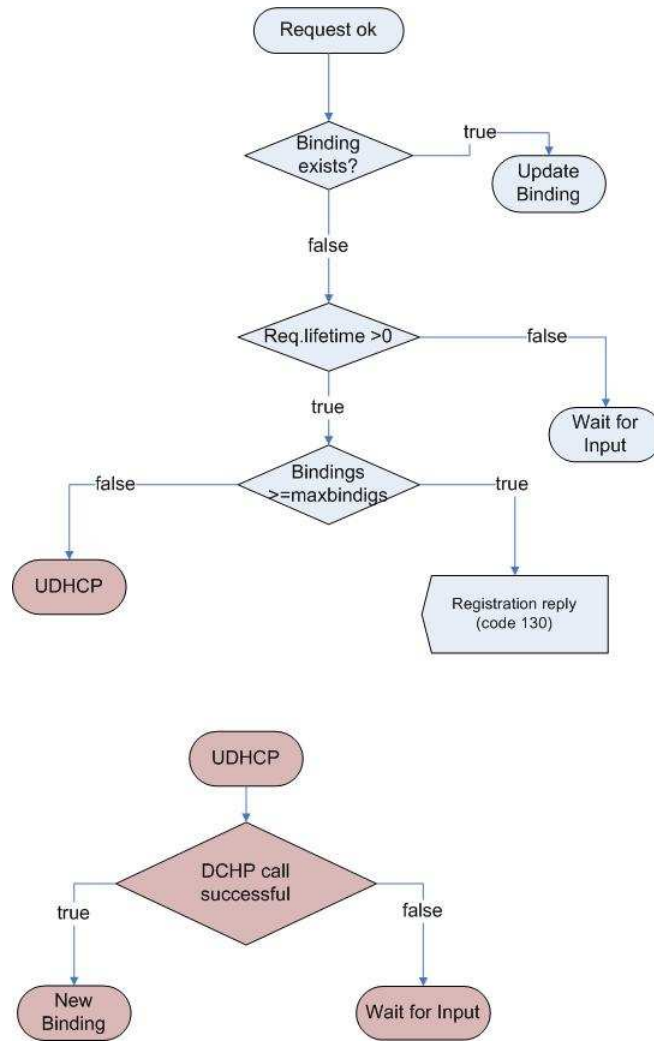 Request ok
Binding
exists?
true
Update
Binding
false
Req.lifetime >0
false
true
Wait for
Input
Bindings
>=maxbindigs
false
true
UDHCP
Registration reply
(code 130)
UDHCP
DCHP call
successful
true
false
New
Binding
Wait for Input